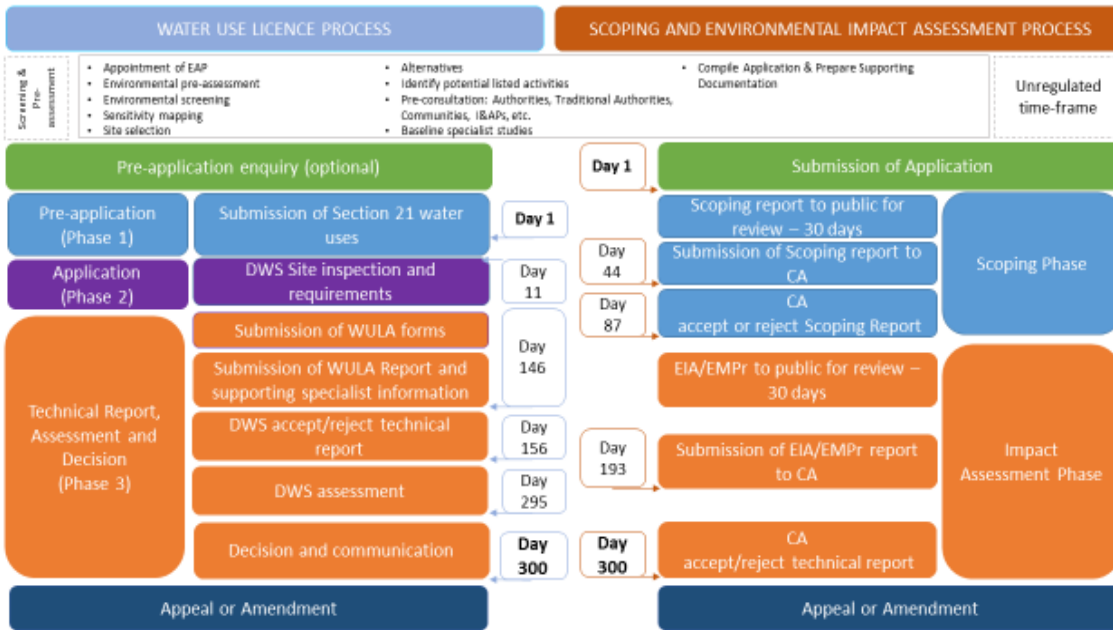 WATER USE LICENCE PROCESS
SCOPING AND ENVIRONMENTAL IMPACT ASSESSMENT PROCESS
Screening &
Pre-
assessment
• Appointment of EAP
• Environmental pre-assessment
• Environmental screening
• Sensitivity mapping
• Site selection
• Alternatives
• Identify potential listed activities
• Pre-consultation: Authorities, Traditional Authorities,
Communities, I&APs, etc.
• Baseline specialist studies
• Compile Application & Prepare Supporting
Documentation
Unregulated
time-frame
Pre-application enquiry (optional)
Day 1
Submission of Application
Pre-application
(Phase 1)
Submission of Section 21 water
uses
Day 1
Scoping report to public for
review – 30 days
Scoping Phase
Application
(Phase 2)
DWS Site inspection and
requirements
Day
11
Day
44
Submission of Scoping report to
CA
Day
87
CA
accept or reject Scoping Report
Technical Report,
Assessment and
Decision
(Phase 3)
Submission of WULA forms
Submission of WULA Report and
supporting specialist information
Day
146
EIA/EMPr to public for review –
30 days
Impact
Assessment Phase
DWS accept/reject technical
report
Day
156
Day
193
Submission of EIA/EMPr report
to CA
DWS assessment
Day
295
Decision and communication
Day
300
Day
300
CA
accept/reject technical report
Appeal or Amendment
Appeal or Amendment